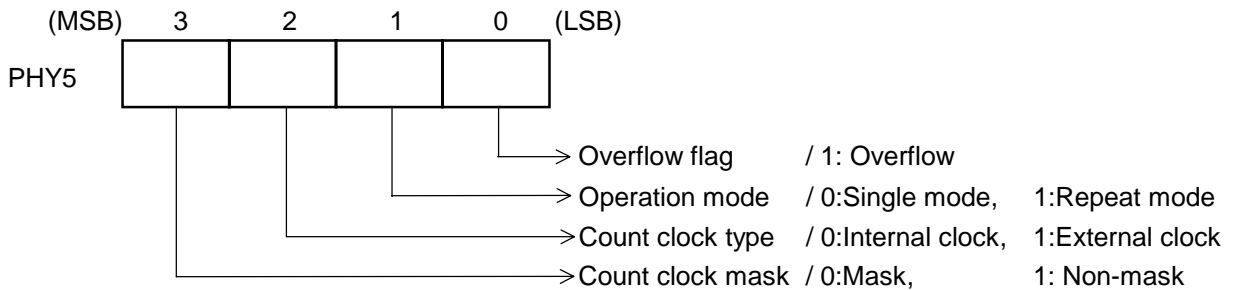 (MSB) 3 2 1 0 (LSB)
PHY5
Overflow flag / 1: Overflow
Operation mode / 0:Single mode, 1:Repeat mode
Count clock type / 0:Internal clock, 1:External clock
Count clock mask / 0:Mask, 1: Non-mask